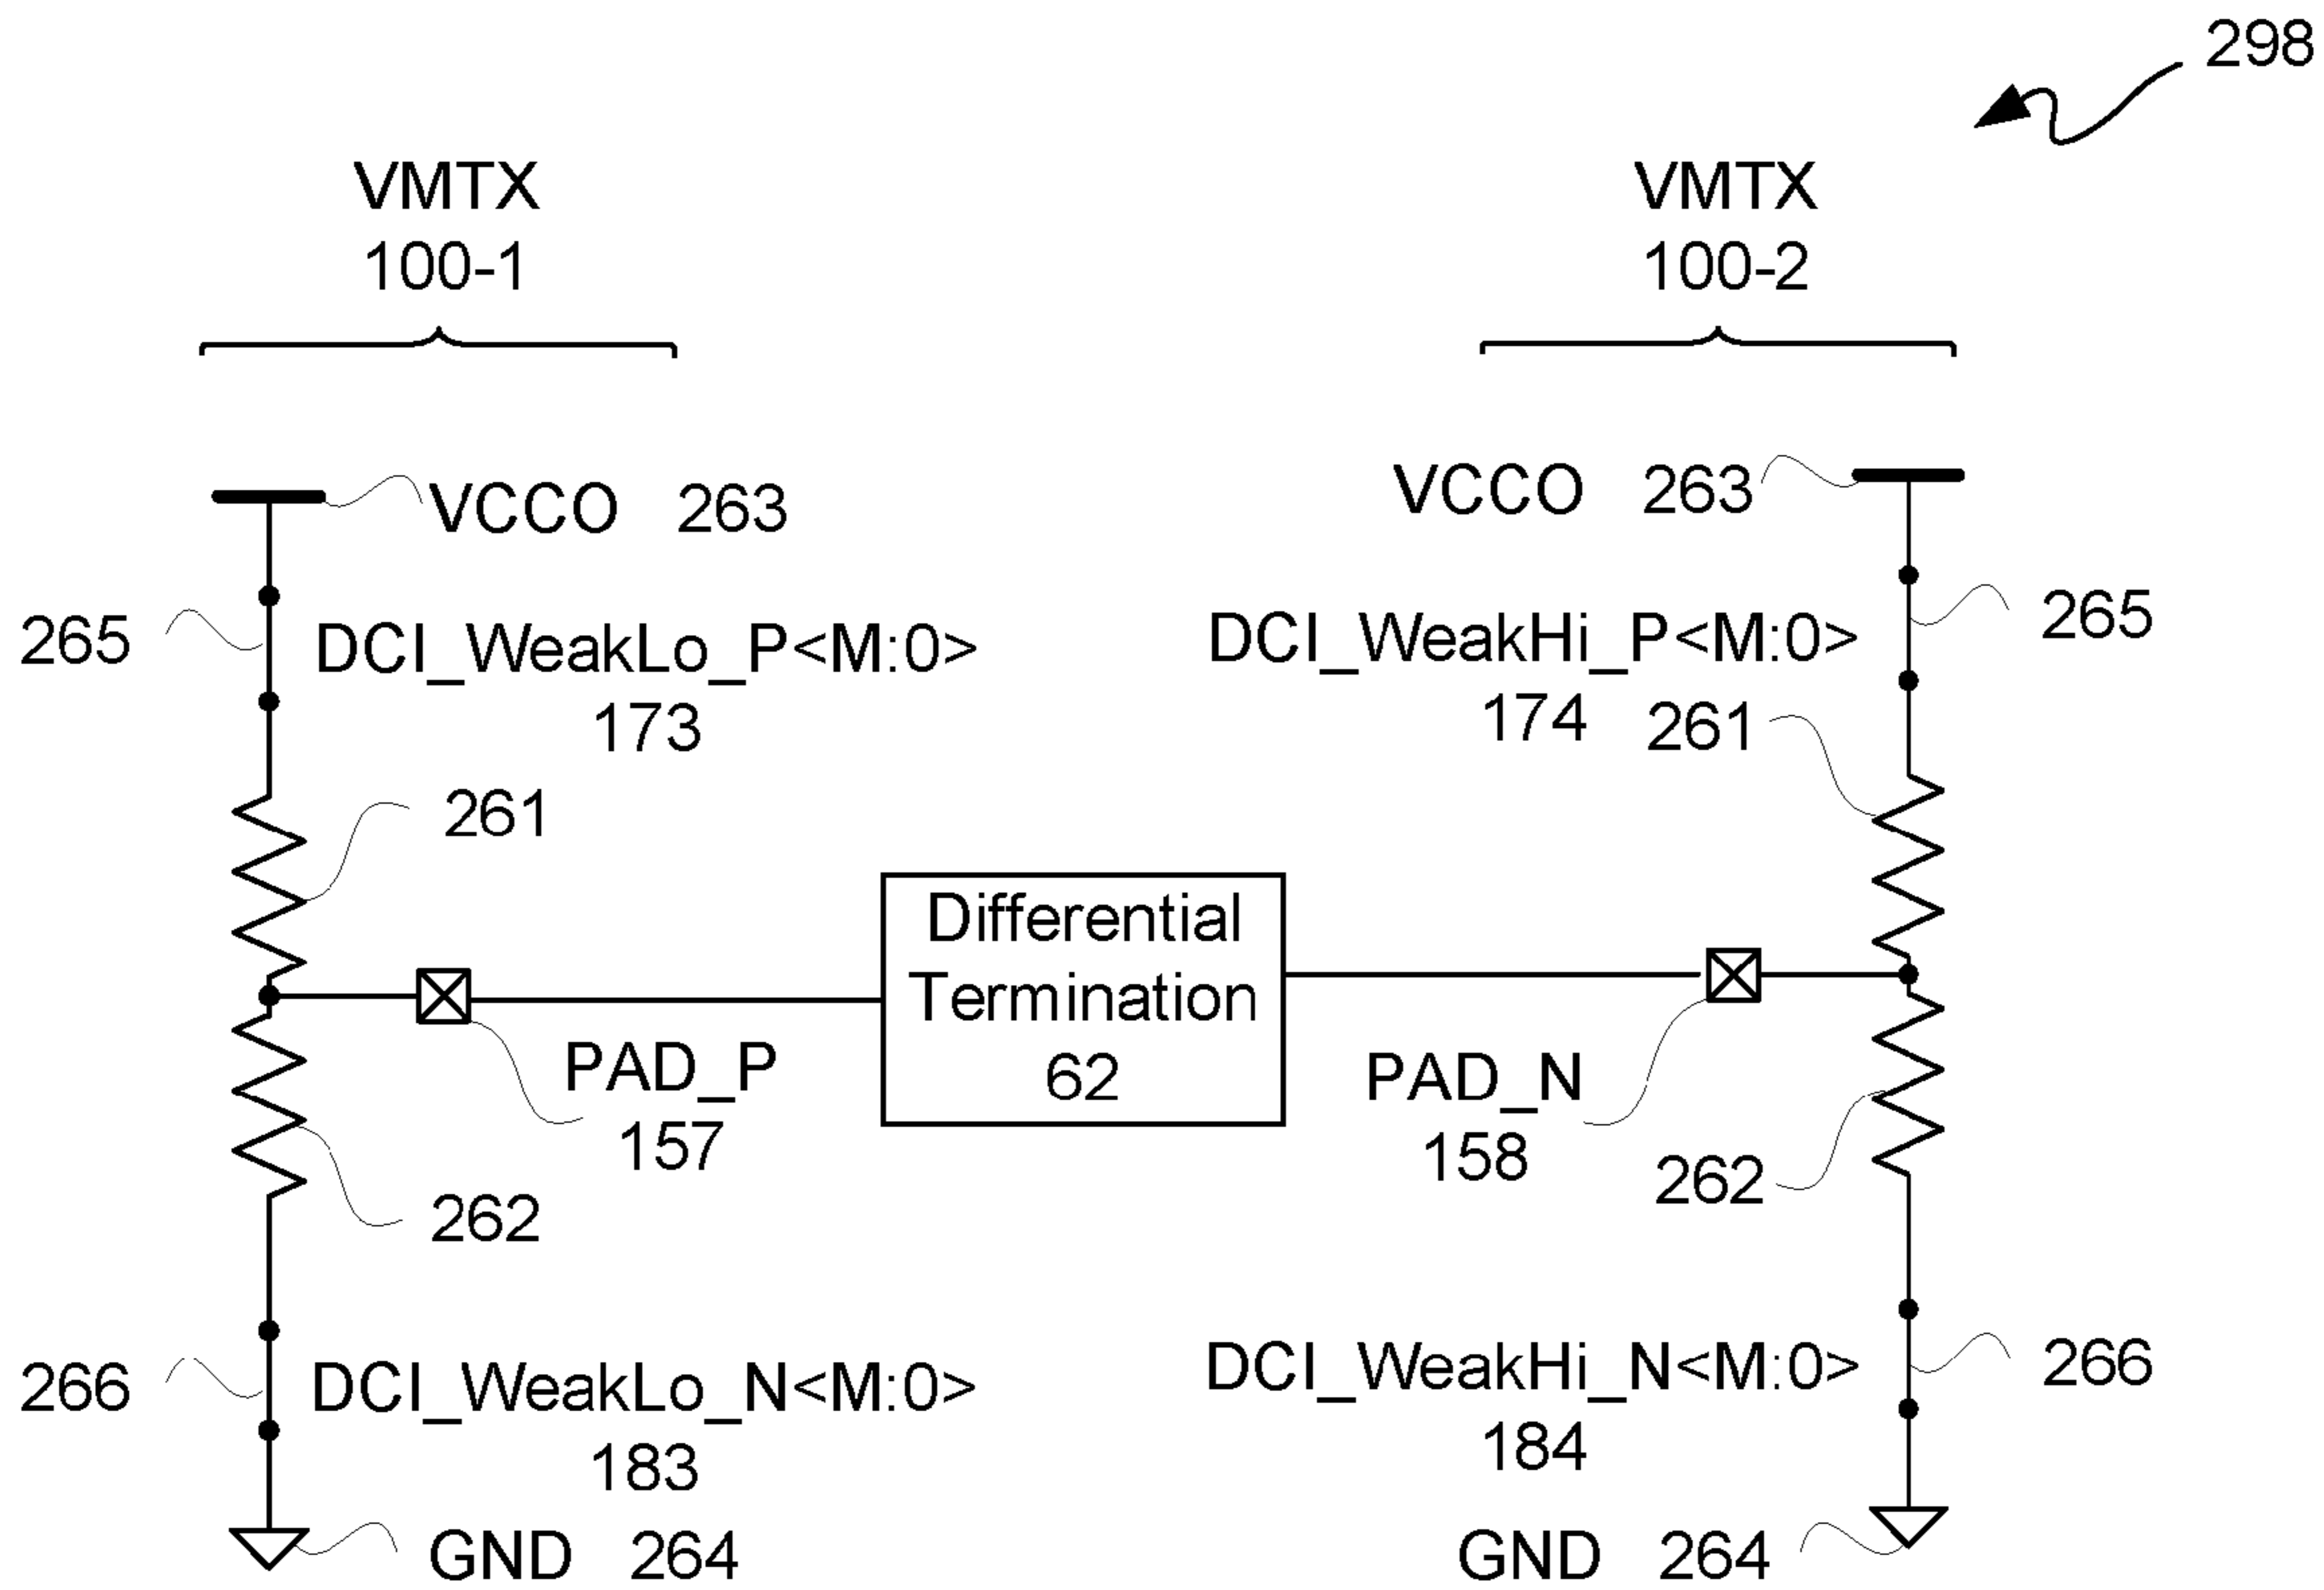 298
VMTX
100-1
VMTX
100-2
VCCO 263
VCCO 263
265
DCI_WeakLo_P<M:0>
173
DCI_WeakHi_P<M:0>
174
265
261
261
Differential
Termination
62
PAD_P
157
PAD_N
158
262
262
266
DCI_WeakLo_N<M:0>
183
DCI_WeakHi_N<M:0>
184
266
GND 264
GND 264